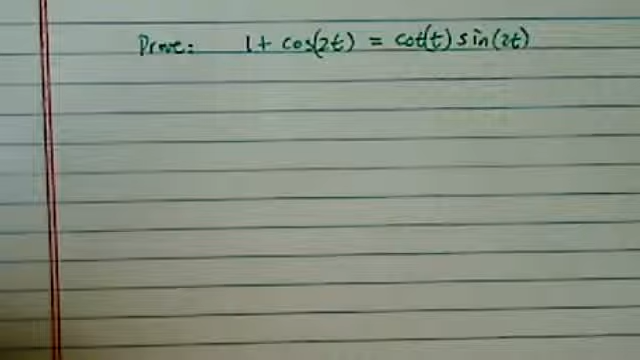 Prove: 1 + cos(2t) = cot(t) sin(2t)